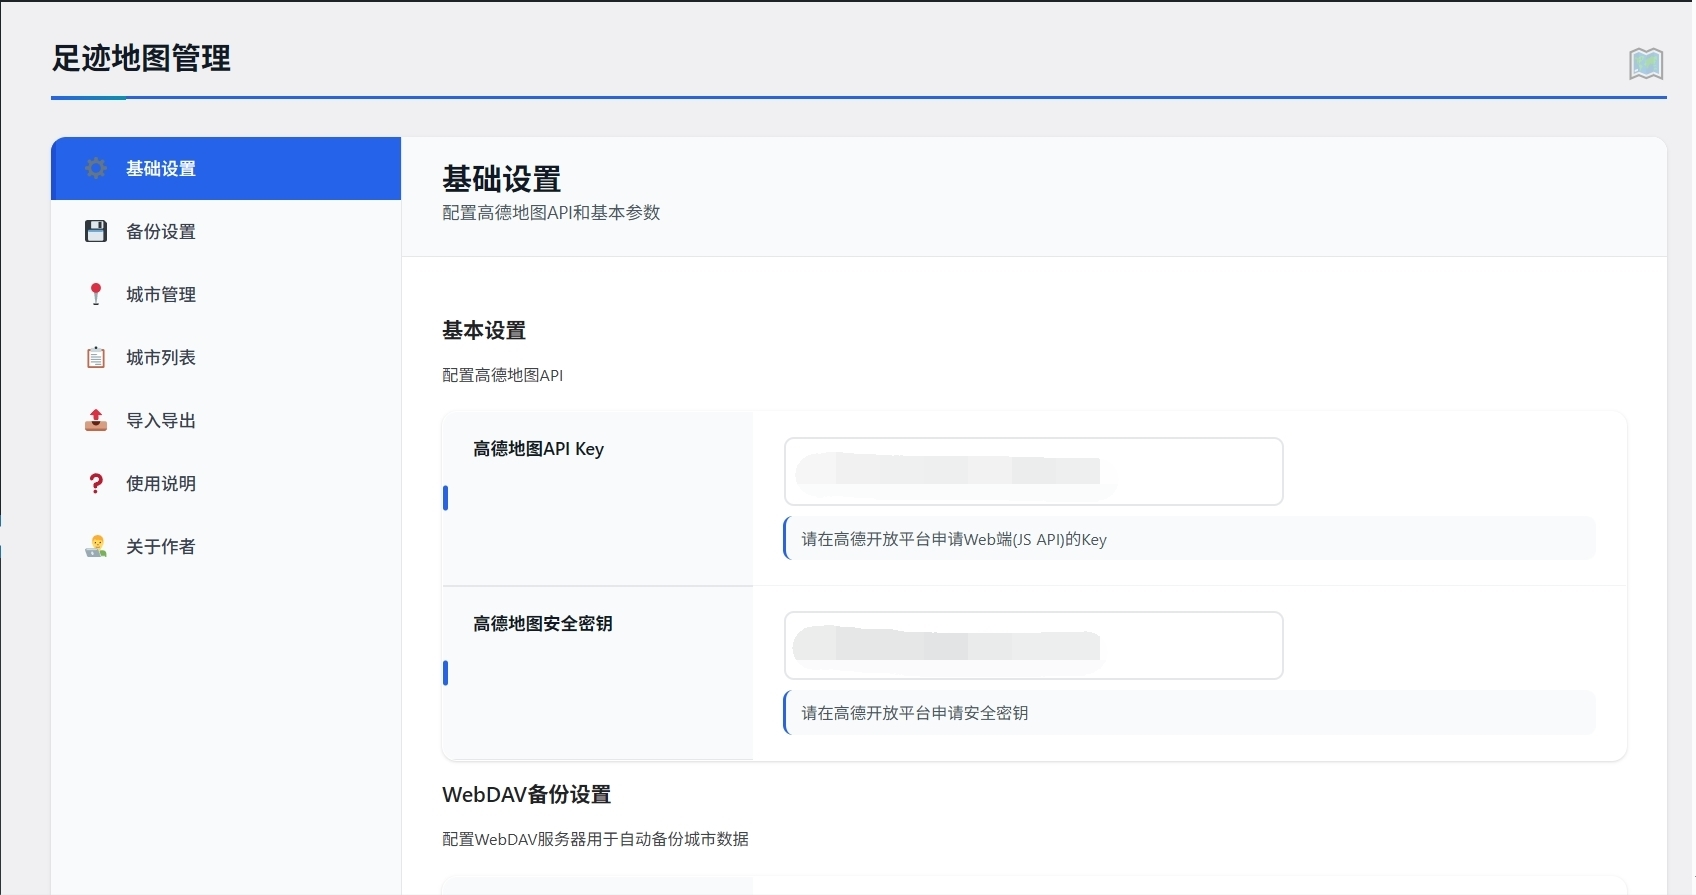 足迹地图管理
基础设置
备份设置
城市管理
城市列表
导入导出
使用说明
关于作者
基础设置
配置高德地图API和基本参数
基本设置
配置高德地图API
高德地图API Key
请在高德开放平台申请Web端(JS API)的Key
高德地图安全密钥
请在高德开放平台申请安全密钥
WebDAV备份设置
配置WebDAV服务器用于自动备份城市数据